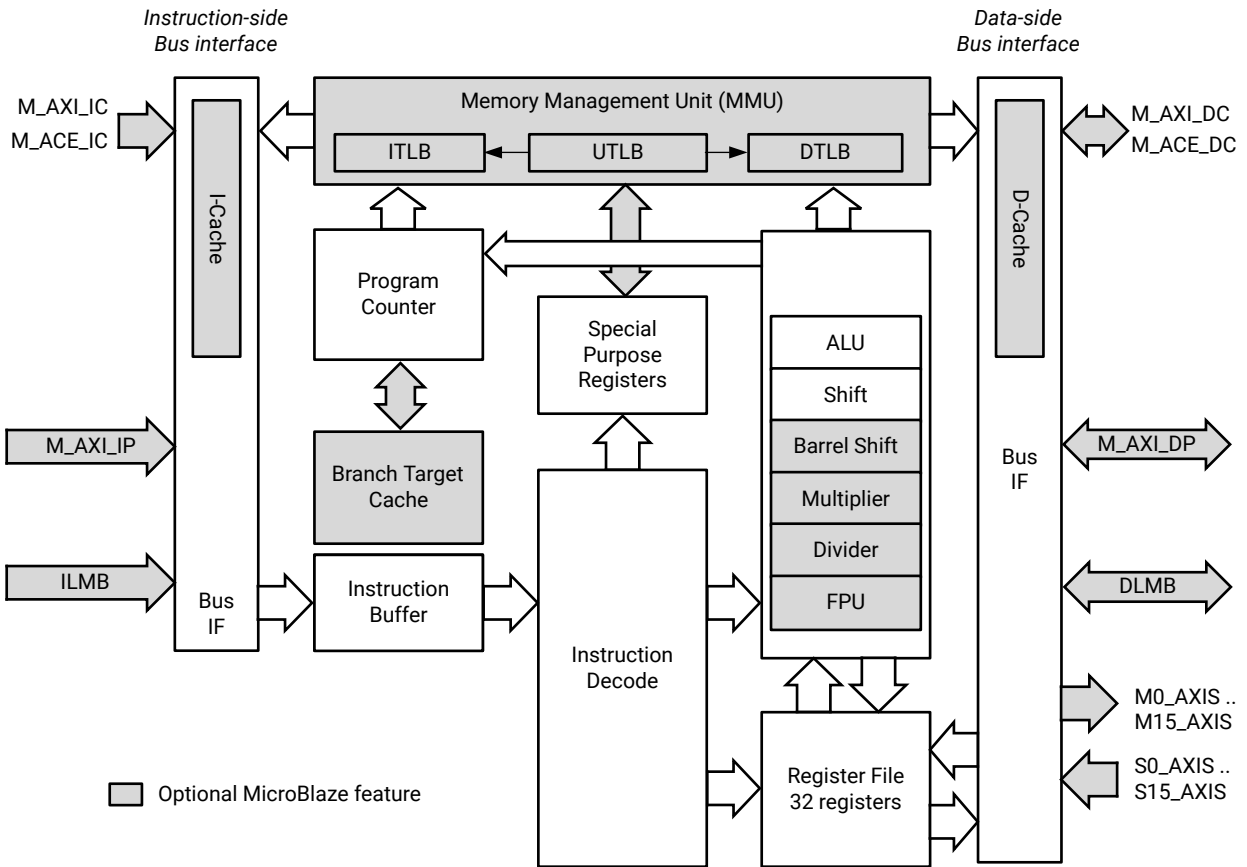 Instruction-side
Bus interface
Data-side
Bus interface
M_AXI_IC
M_ACE_IC
Memory Management Unit (MMU)
ITLB
UTLB
DTLB
M_AXI_DC
M_ACE_DC
I-Cache
D-Cache
Program
Counter
Special
Purpose
Registers
ALU
Shift
Barrel Shift
Multiplier
Divider
FPU
M_AXI_IP
Branch Target
Cache
Bus
IF
M_AXI_DP
ILMB
Bus
IF
Instruction
Buffer
DLMB
Instruction
Decode
M0_AXIS ..
M15_AXIS
Register File
32 registers
S0_AXIS ..
S15_AXIS
Optional MicroBlaze feature